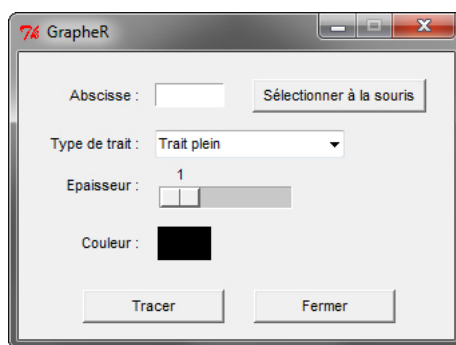 GrapheR
Abscisse :
Sélectionner à la souris
Type de trait :
Trait plein
1
Epaisseur :
Couleur :
Tracer
Fermer